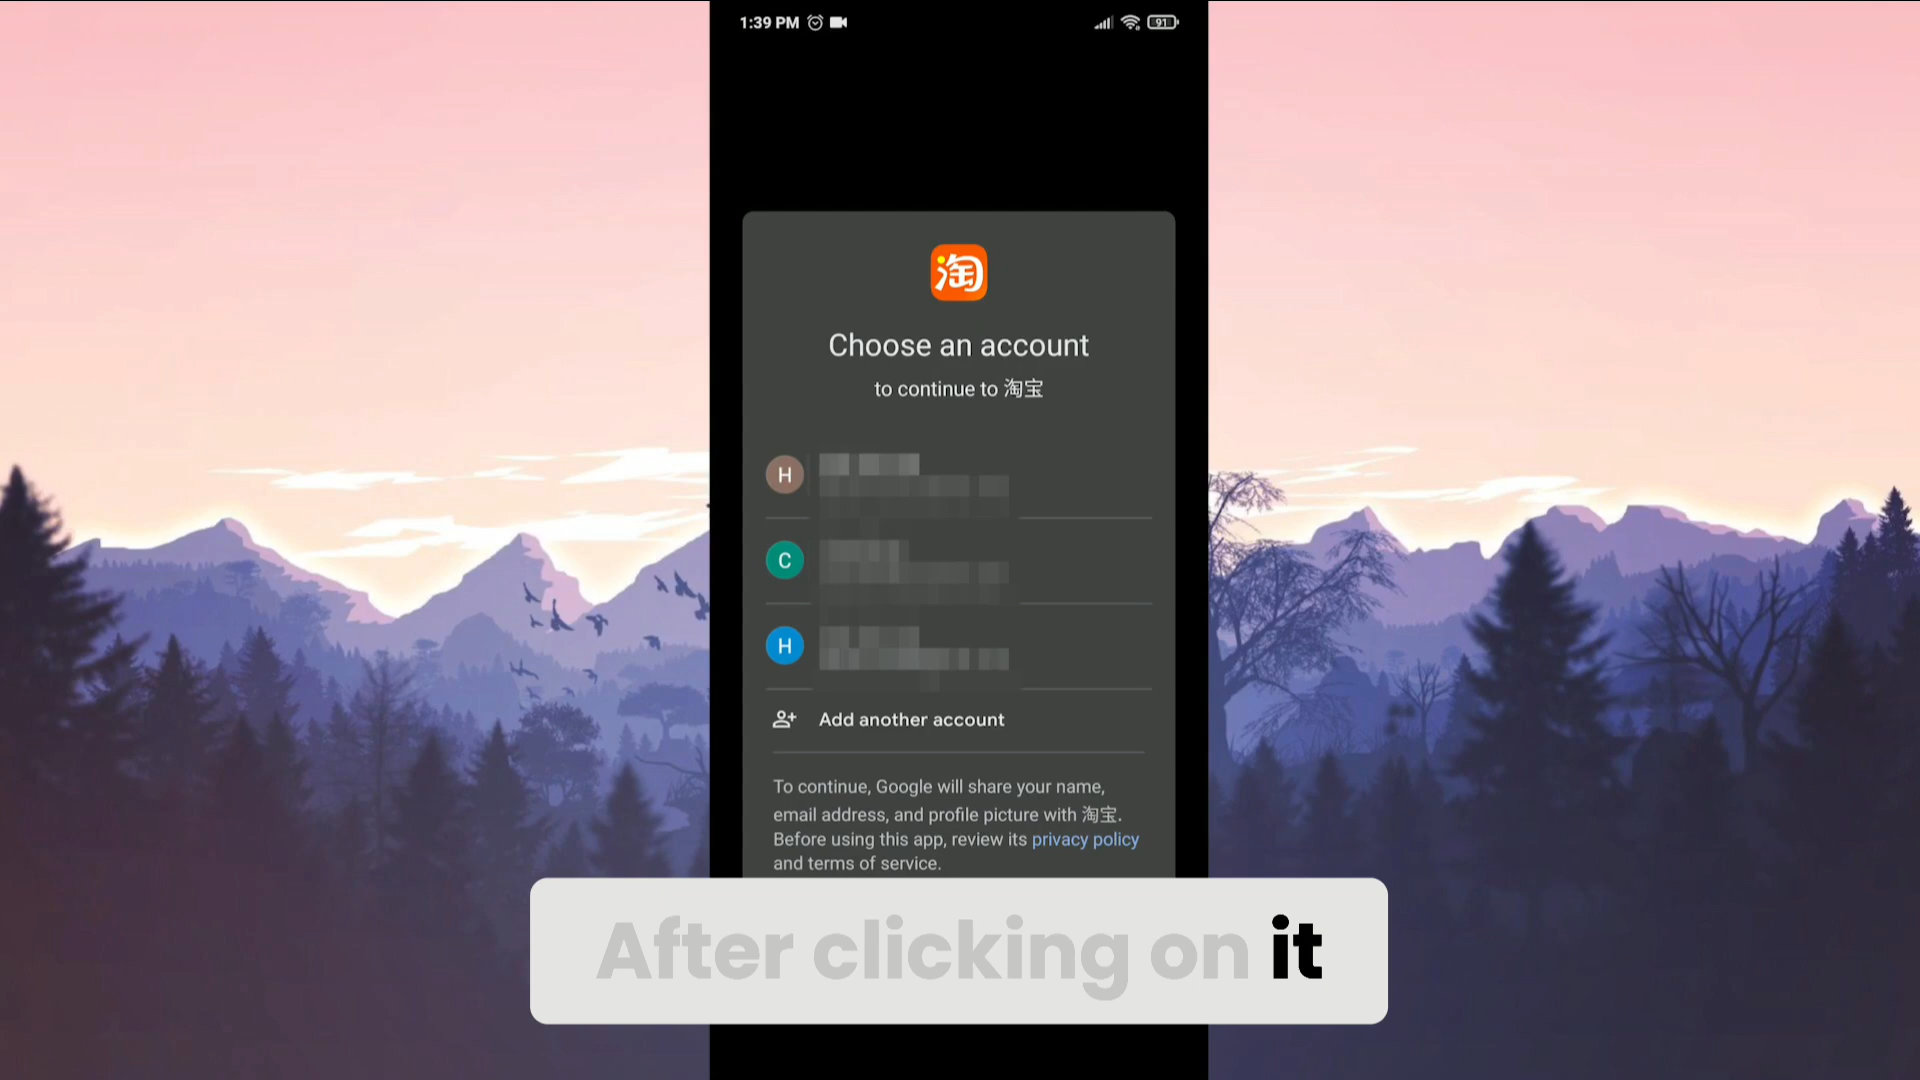 1:39 PM
91
淘
Choose an account
to continue to 淘宝
H
C
H
Add another account
To continue, Google will share your name,
email address, and profile picture with 淘宝.
Before using this app, review its privacy policy
and terms of service.
After clicking on it